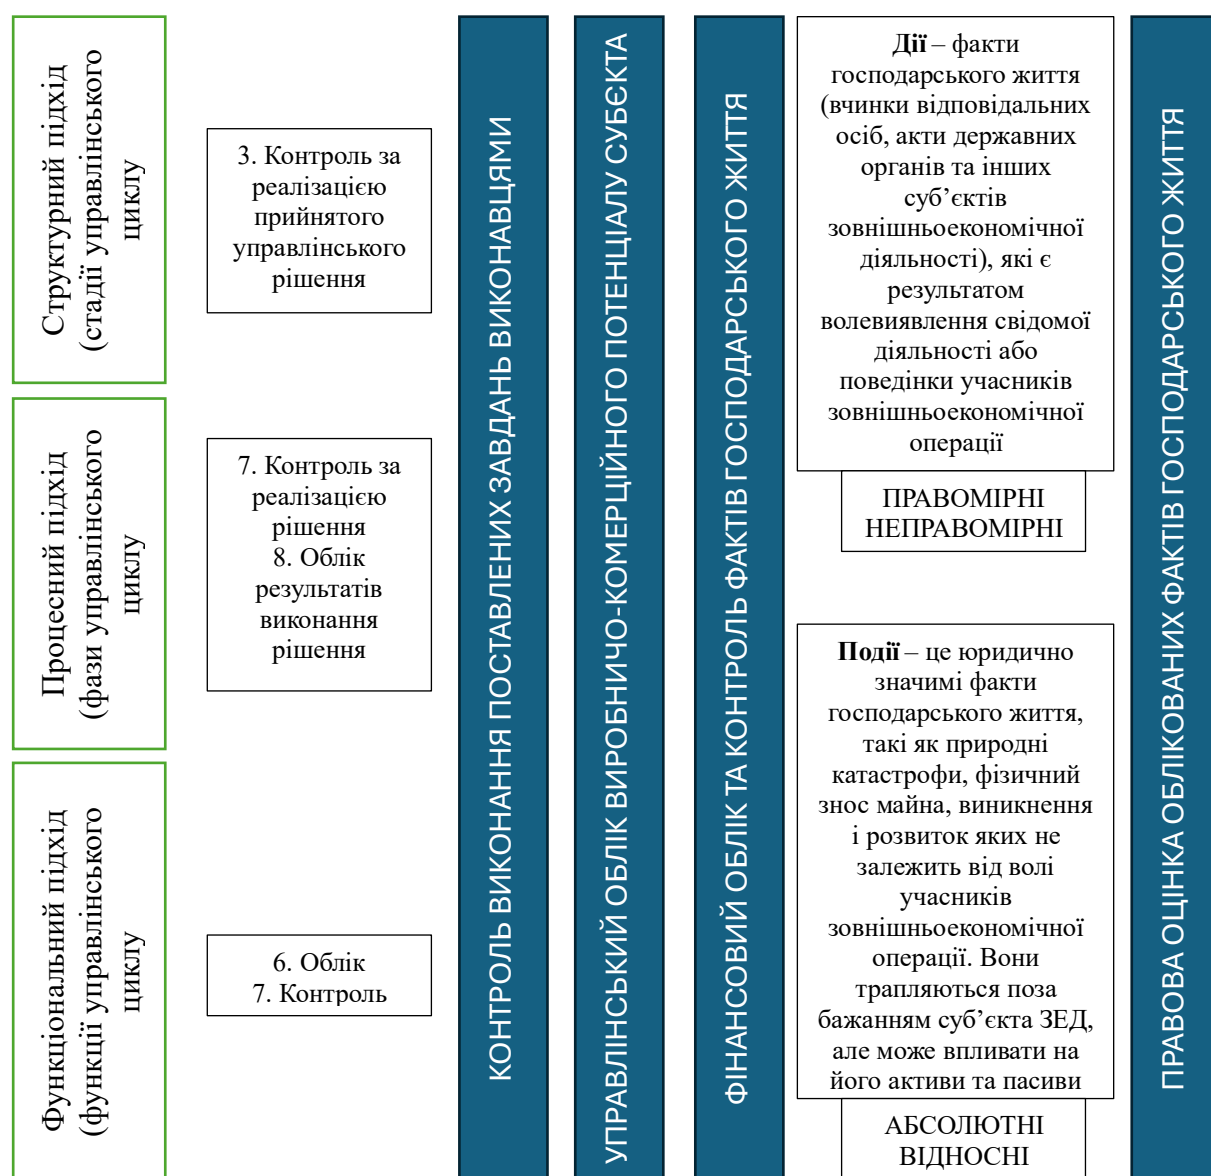 Структурний підхід
(стадії управлінського
циклу
Процесний підхід
(фази управлінського
циклу
Функціональний підхід
(функції управлінського
циклу
3. Контроль за
реалізацією
прийнятого
управлінського
рішення
7. Контроль за
реалізацією
рішення
8. Облік
результатів
виконання
рішення
6. Облік
7. Контроль
КОНТРОЛЬ ВИКОНАННЯ ПОСТАВЛЕНИХ ЗАВДАНЬ ВИКОНАВЦЯМИ
УПРАВЛІНСЬКИЙ ОБЛІК ВИРОБНИЧО-КОМЕРЦІЙНОГО ПОТЕНЦІАЛУ СУБЄКТА
ФІНАНСОВИЙ ОБЛІК ТА КОНТРОЛЬ ФАКТІВ ГОСПОДАРСЬКОГО ЖИТТЯ
Дії – факти
господарського життя
(вчинки відповідальних
осіб, акти державних
органів та інших
суб’єктів
зовнішньоекономічної
діяльності), які є
результатом
волевиявлення свідомої
діяльності або
поведінки учасників
зовнішньоекономічної
операції
ПРАВОМІРНІ
НЕПРАВОМІРНІ
Події – це юридично
значимі факти
господарського життя,
такі як природні
катастрофи, фізичний
знос майна, виникнення
і розвиток яких не
залежить від волі
учасників
зовнішньоекономічної
операції. Вони
трапляються поза
бажанням суб’єкта ЗЕД,
але може впливати на
його активи та пасиви
АБСОЛЮТНІ
ВІДНОСНІ
ПРАВОВА ОЦІНКА ОБЛІКОВАНИХ ФАКТІВ ГОСПОДАРСЬКОГО ЖИТТЯ